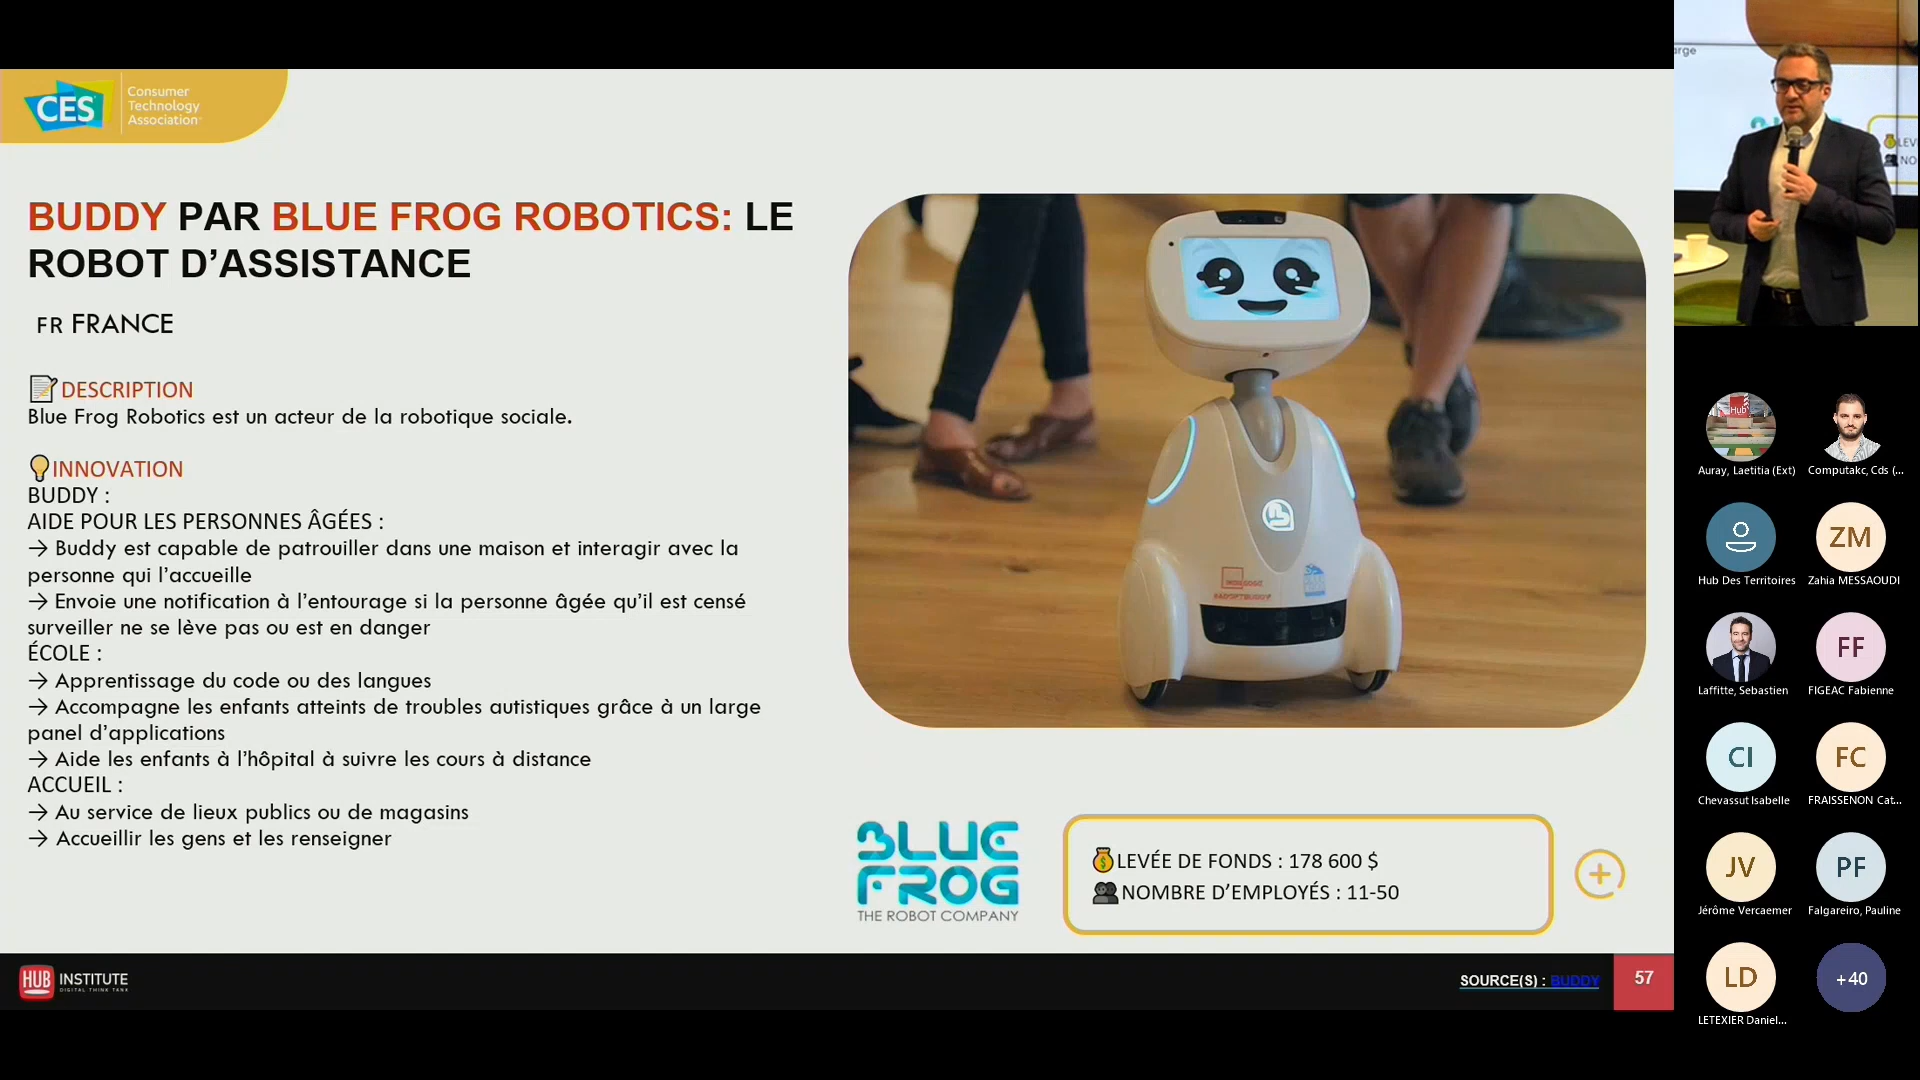 CES
Consumer
Technology
Association
BUDDY PAR BLUE FROG ROBOTICS: LE
ROBOT D’ASSISTANCE
FR FRANCE
DESCRIPTION
Blue Frog Robotics est un acteur de la robotique sociale.
INNOVATION
BUDDY :
AIDE POUR LES PERSONNES ÂGÉES :
→ Buddy est capable de patrouiller dans une maison et interagir avec la
personne qui l’accueille
→ Envoie une notification à l’entourage si la personne âgée qu’il est censé
surveiller ne se lève pas ou est en danger
ÉCOLE :
→ Apprentissage du code ou des langues
→ Accompagne les enfants atteints de troubles autistiques grâce à un large
panel d’applications
→ Aide les enfants à l’hôpital à suivre les cours à distance
ACCUEIL :
→ Au service de lieux publics ou de magasins
→ Accueillir les gens et les renseigner
BLUE
FROG
THE ROBOT COMPANY
LEVÉE DE FONDS : 178 600 $
NOMBRE D’EMPLOYÉS : 11-50
HUB INSTITUTE
DIGITAL THINK TANK
SOURCE(S) : BUDDY
57
Auray, Laetitia (Ext)
Computakc, Cds (...
Hub Des Territoires
ZM
Zahia MESSAOUDI
Laffitte, Sebastien
FF
FIGEAC Fabienne
CI
Chevassut Isabelle
FC
FRAISSENON Cat...
JV
Jérôme Vercaemer
PF
Falgareiro, Pauline
LD
LETEXIER Daniel...
+40